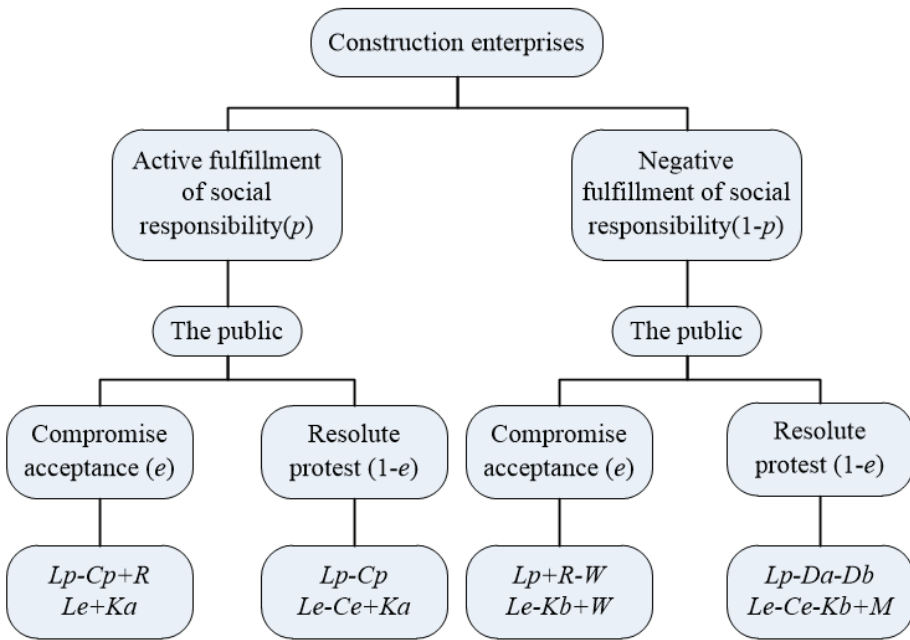 Construction enterprises
Active fulfillment
of social
responsibility(p)
Negative
fulfillment of social
responsibility(1-p)
The public
The public
Compromise
acceptance (e)
Resolute
protest (1-e)
Compromise
acceptance (e)
Resolute
protest (1-e)
Lp-Cp+R
Le+Ka
Lp-Cp
Le-Ce+Ka
Lp+R-W
Le-Kb+W
Lp-Da-Db
Le-Ce-Kb+M